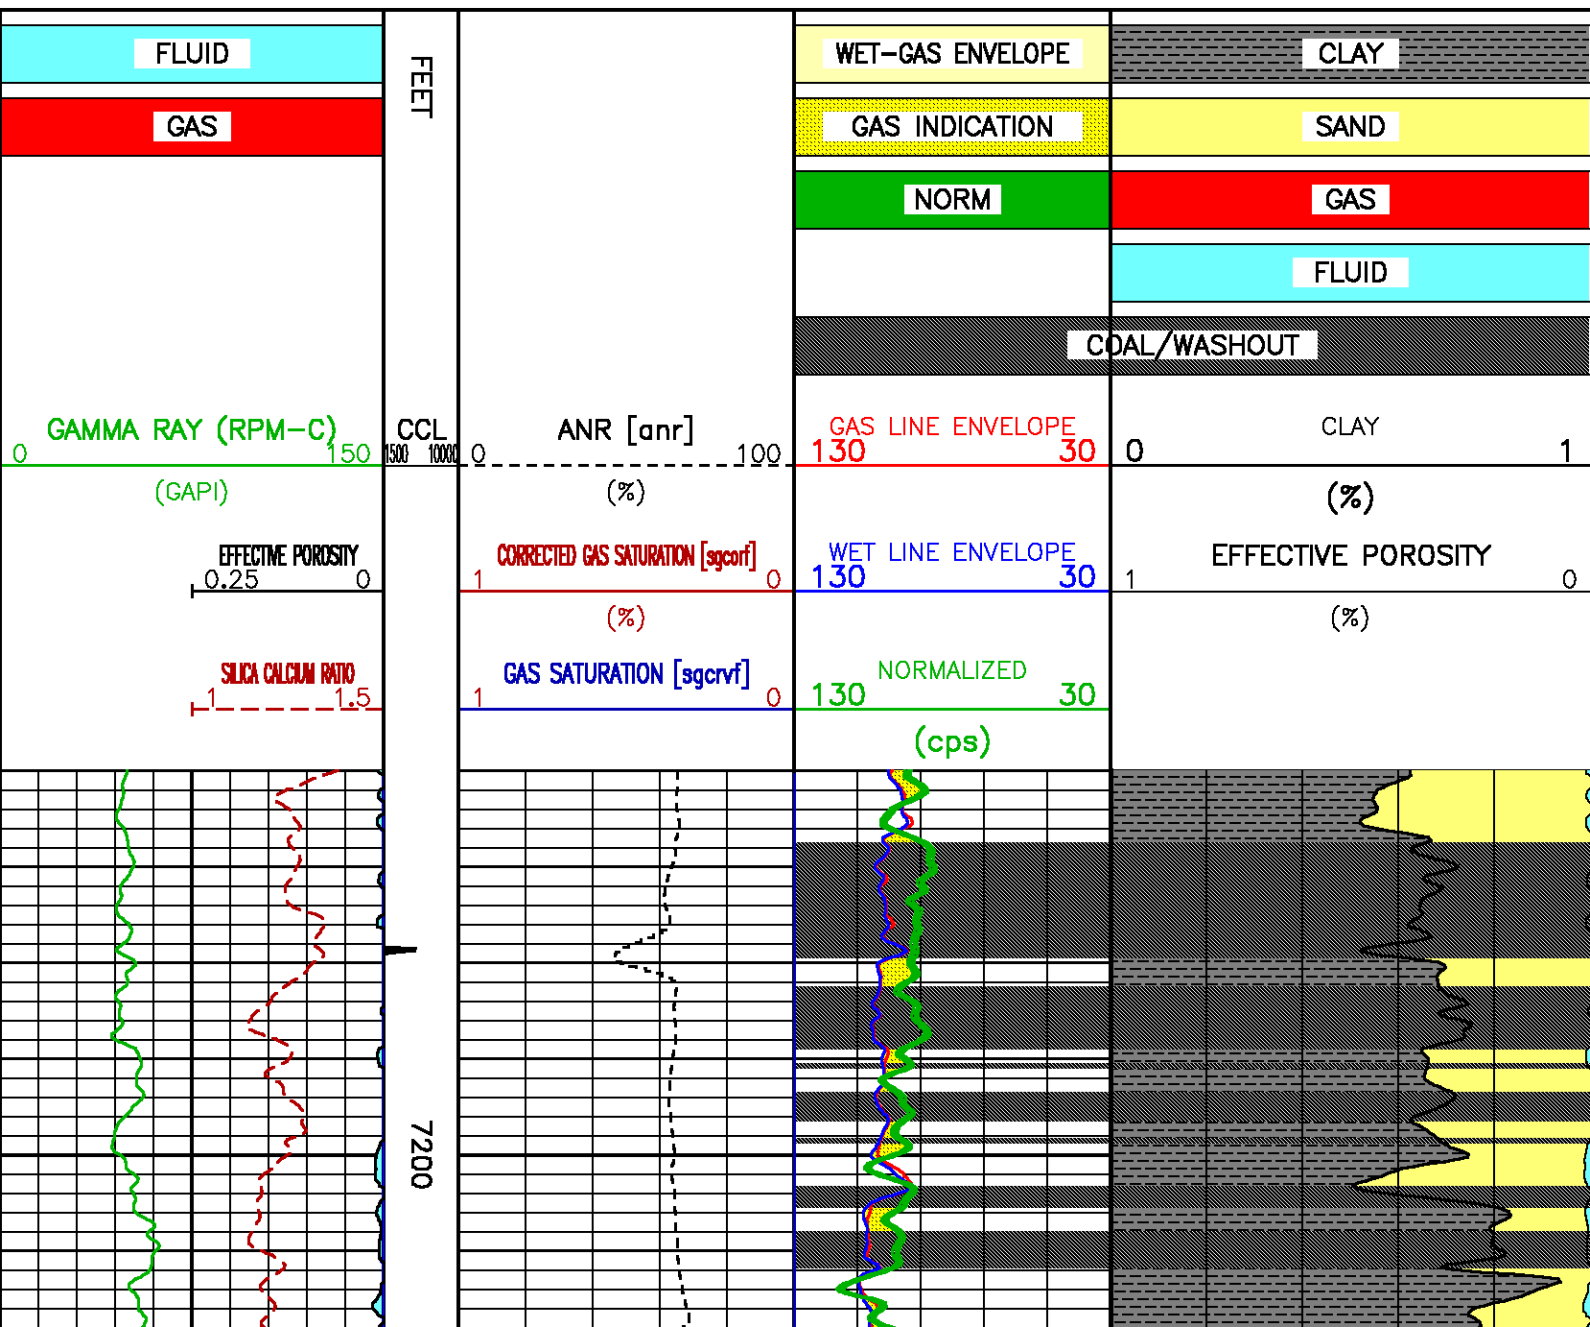 FLUID
GAS
FEET
WET-GAS ENVELOPE
GAS INDICATION
NORM
CLAY
SAND
GAS
FLUID
COAL/WASHOUT
GAMMA RAY (RPM-C)
0 150
(GAPI)
EFFECTIVE POROSITY
0.25 0
SILICA CALCIUM RATIO
1 1.5
CCL
1500 10000
ANR [anr]
0 100
(%)
CORRECTED GAS SATURATION [sgcorf]
1 0
(%)
GAS SATURATION [sgcrvf]
1 0
GAS LINE ENVELOPE
130 30
WET LINE ENVELOPE
130 30
NORMALIZED
130 30
(cps)
CLAY
0 1
(%)
EFFECTIVE POROSITY
1 0
(%)
7200